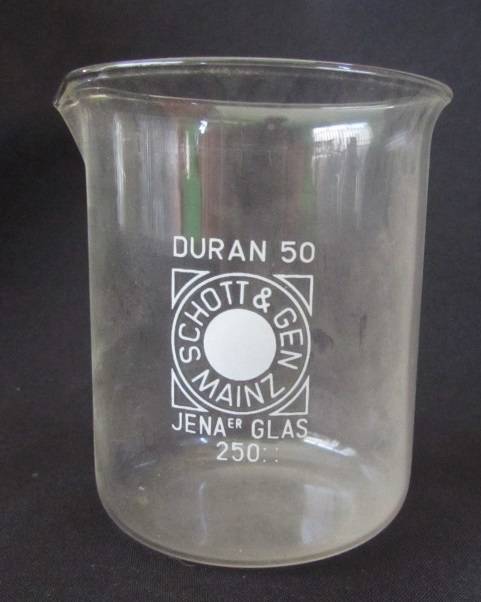 DURAN 50
SCHOTT & GEN
MAINZ
JENAER GLAS
250::